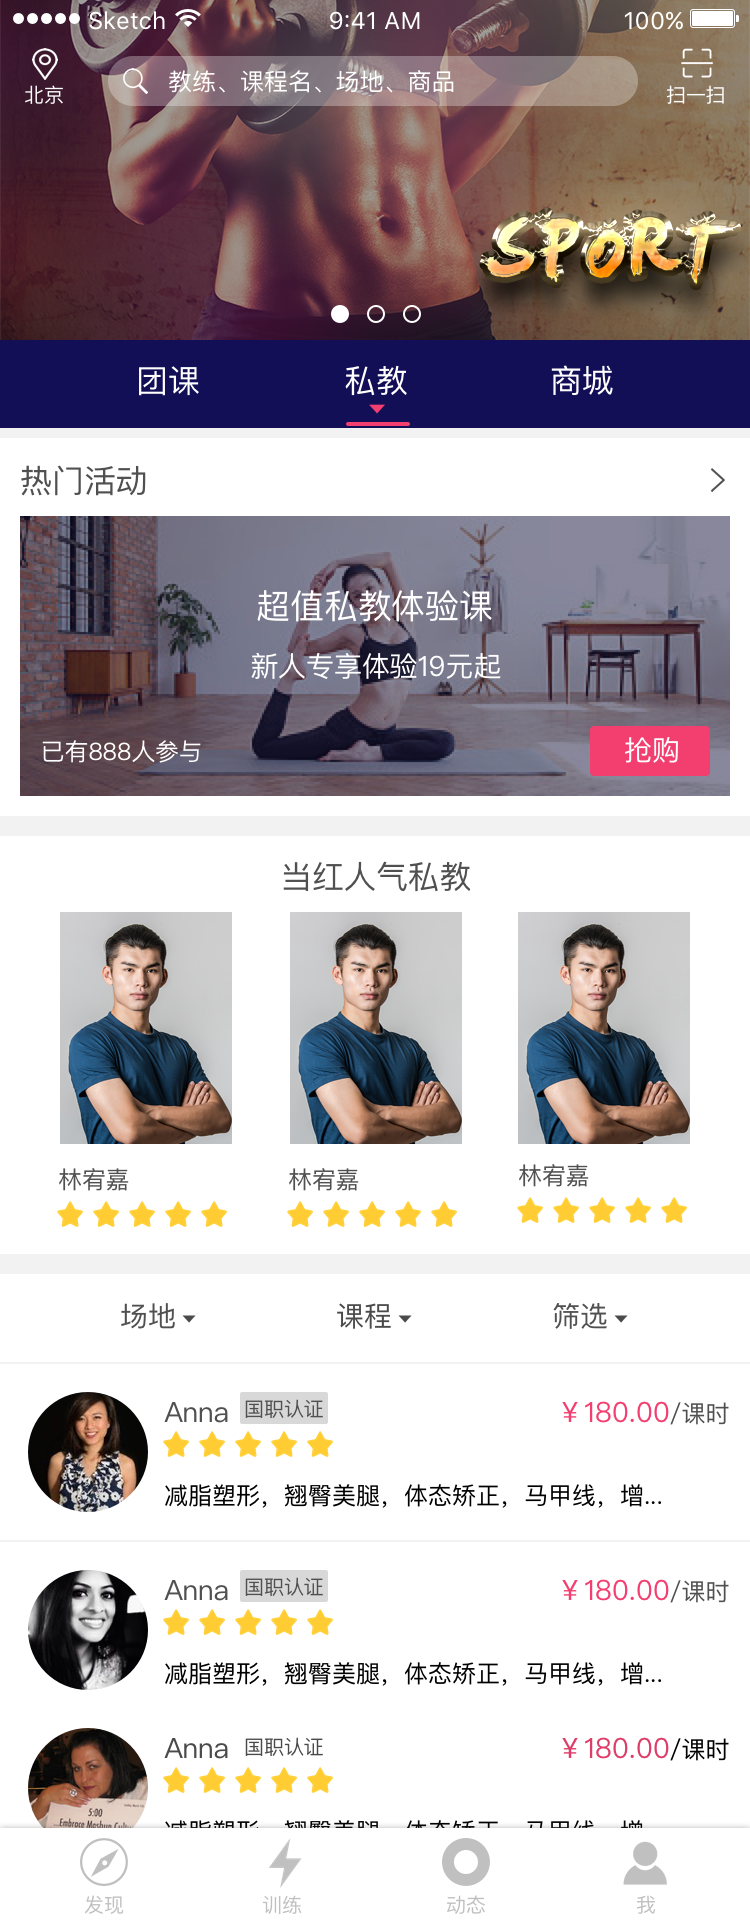 Sketch 9:41 AM 100%
北京
教练、课程名、场地、商品
扫一扫
SPORT
团课 私教 商城
热门活动
超值私教体验课
新人专享体验19元起
已有888人参与 抢购
当红人气私教
林宥嘉 林宥嘉 林宥嘉
场地 课程 筛选
Anna 国职认证 ¥180.00/课时
减脂塑形，翘臀美腿，体态矫正，马甲线，增...
Anna 国职认证 ¥180.00/课时
减脂塑形，翘臀美腿，体态矫正，马甲线，增...
Anna 国职认证 ¥180.00/课时
5:00
发现 训练 动态 我